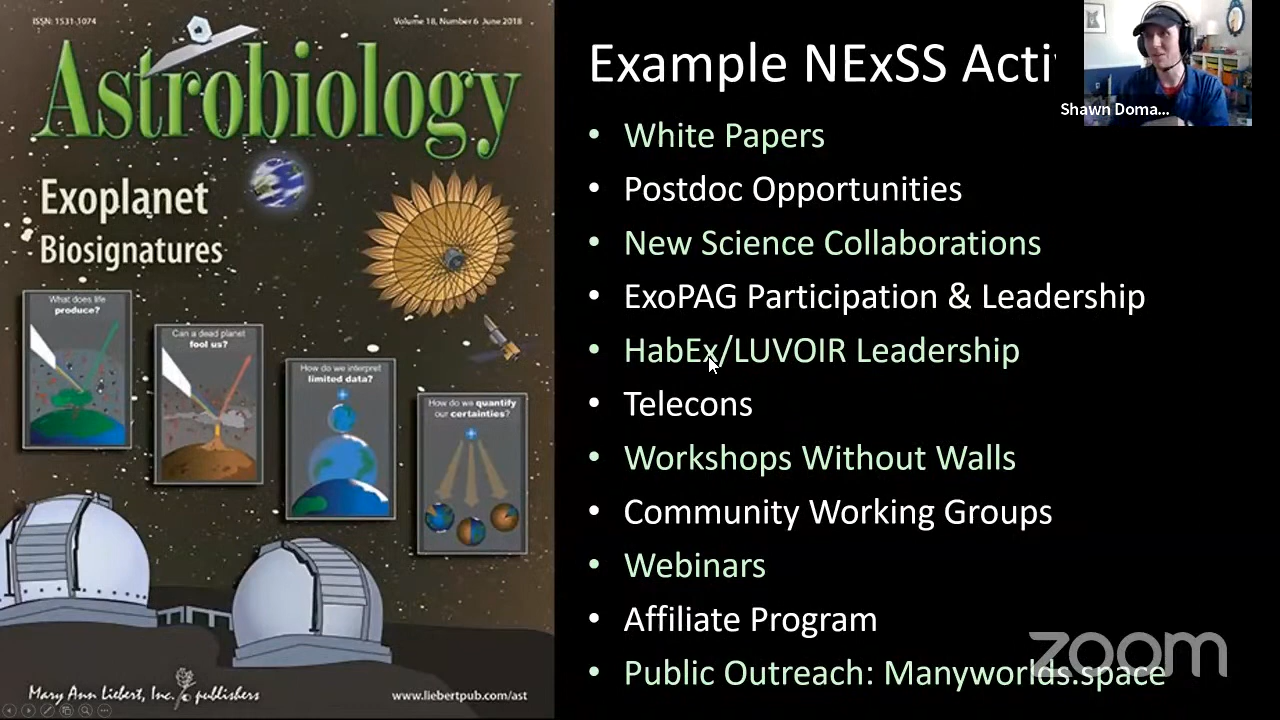 ISSN: 1531-1074
Volume 18, Number 6 June 2018
Astrobiology
Exoplanet
Biosignatures
What does life
produce?
Can a dead planet
fool us?
How do we interpret
limited data?
How do we quantify
our certainties?
Mary Ann Liebert, Inc. publishers
www.liebertpub.com/ast
Example NExSS Acti
Shawn Doma...
• White Papers
• Postdoc Opportunities
• New Science Collaborations
• ExoPAG Participation & Leadership
• HabEx/LUVOIR Leadership
• Telecons
• Workshops Without Walls
• Community Working Groups
• Webinars
• Affiliate Program
• Public Outreach: Manyworlds.space
zoom